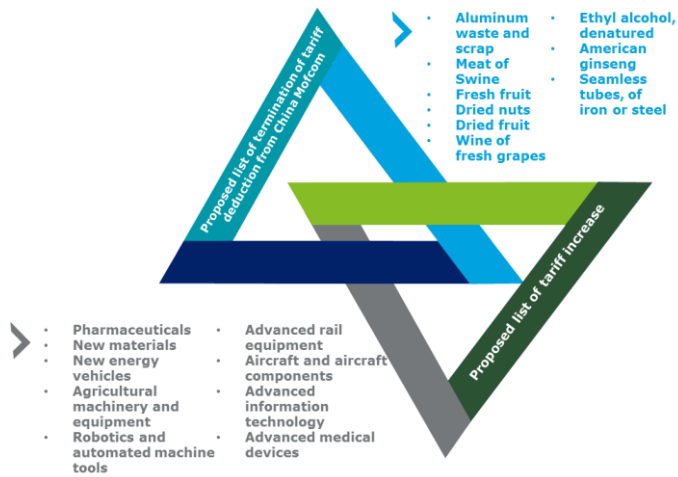 Proposed list of termination of tariff
deduction from China Mofcom
• Aluminum
waste and
scrap
• Meat of
Swine
• Fresh fruit
• Dried nuts
• Dried fruit
• Wine of
fresh grapes
• Ethyl alcohol,
denatured
• American
ginseng
• Seamless
tubes, of
iron or steel
Proposed list of tariff increase
• Pharmaceuticals
• New materials
• New energy
vehicles
• Agricultural
machinery and
equipment
• Robotics and
automated machine
tools
• Advanced rail
equipment
• Aircraft and aircraft
components
• Advanced
information
technology
• Advanced medical
devices